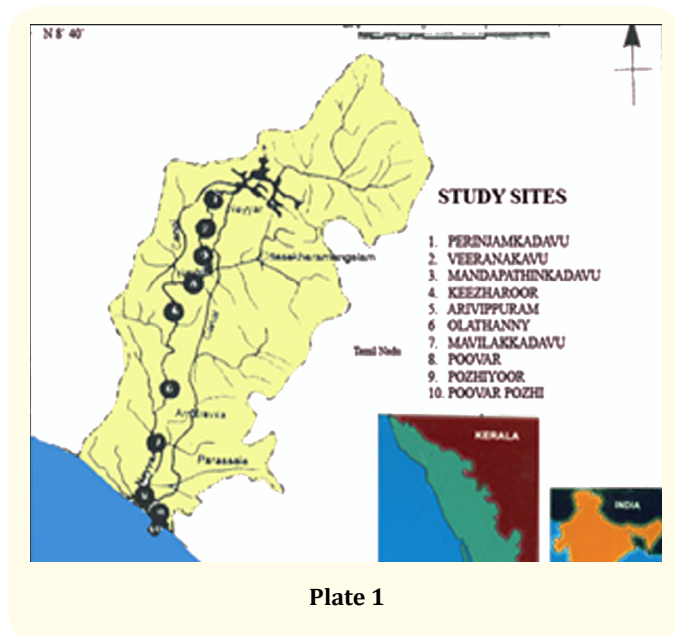 N 8° 40'
STUDY SITES
1. PERINJAMKADAVU
2. VEERANAKAVU
3. MANDAPATHINKADAVU
4. KEEZHAROOR
5. ARIVIPPURAM
6 OLATHANNY
7. MAVILAKKADAVU
8. POOVAR
9. POZHIYOOR
10. POOVAR POZHI
Neyyar
Tamil Nadu
Parassala
KERALA
INDIA
Plate 1